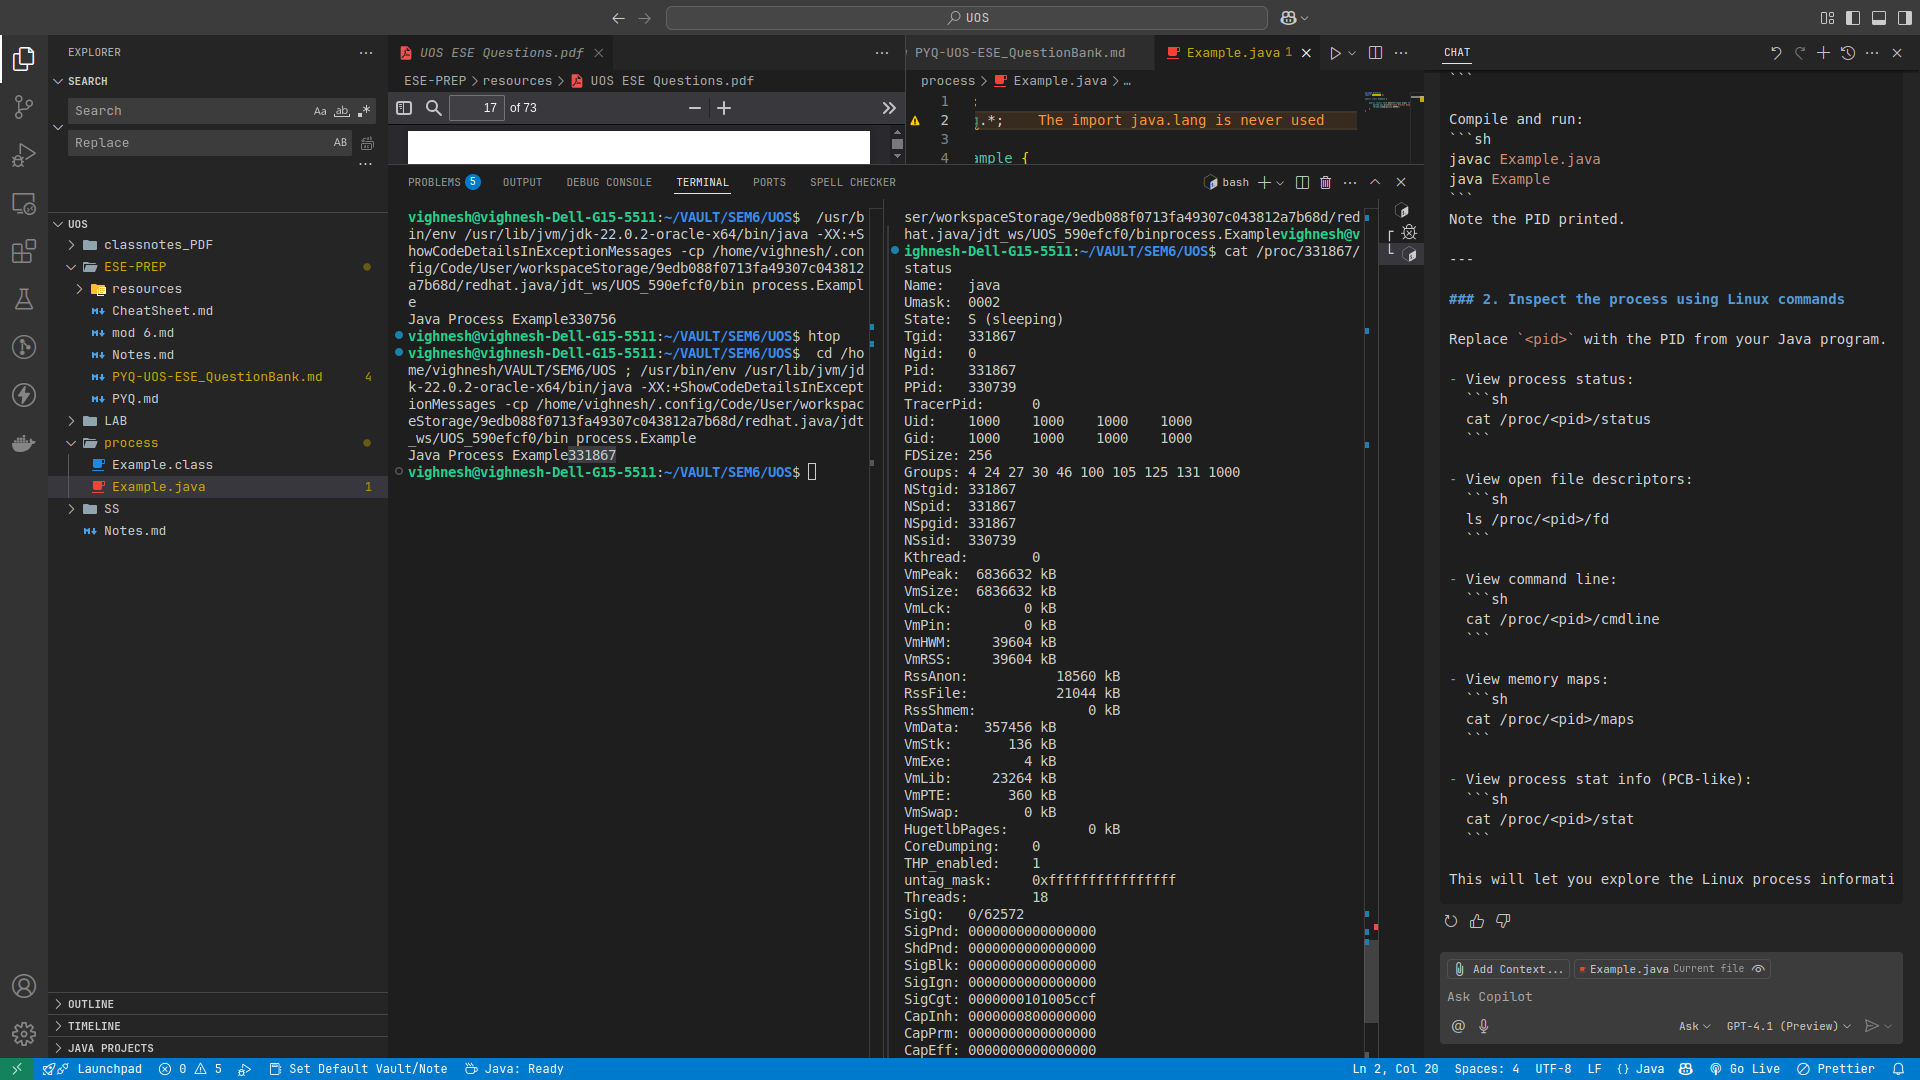 UOS
EXPLORER
SEARCH
Search
Aa ab .*
Replace
AB
UOS
classnotes_PDF
ESE-PREP
resources
CheatSheet.md
mod 6.md
Notes.md
PYQ-UOS-ESE_QuestionBank.md 4
PYQ.md
LAB
process
Example.class
Example.java 1
SS
Notes.md
OUTLINE
TIMELINE
JAVA PROJECTS
UOS ESE Questions.pdf
ESE-PREP > resources > UOS ESE Questions.pdf
17 of 73
PYQ-UOS-ESE_QuestionBank.md
Example.java 1
process > Example.java > …
1 ;
2 .*; The import java.lang is never used
3
4 ample {
PROBLEMS 5 OUTPUT DEBUG CONSOLE TERMINAL PORTS SPELL CHECKER
bash
vighnesh@vighnesh-Dell-G15-5511:~/VAULT/SEM6/UOS$  /usr/b
in/env /usr/lib/jvm/jdk-22.0.2-oracle-x64/bin/java -XX:+S
howCodeDetailsInExceptionMessages -cp /home/vighnesh/.con
fig/Code/User/workspaceStorage/9edb088f0713fa49307c043812
a7b68d/redhat.java/jdt_ws/UOS_590efcf0/bin process.Exampl
e
Java Process Example330756
vighnesh@vighnesh-Dell-G15-5511:~/VAULT/SEM6/UOS$ htop
vighnesh@vighnesh-Dell-G15-5511:~/VAULT/SEM6/UOS$  cd /ho
me/vighnesh/VAULT/SEM6/UOS ; /usr/bin/env /usr/lib/jvm/jd
k-22.0.2-oracle-x64/bin/java -XX:+ShowCodeDetailsInExcept
ionMessages -cp /home/vighnesh/.config/Code/User/workspac
eStorage/9edb088f0713fa49307c043812a7b68d/redhat.java/jdt
_ws/UOS_590efcf0/bin process.Example
Java Process Example331867
vighnesh@vighnesh-Dell-G15-5511:~/VAULT/SEM6/UOS$
ser/workspaceStorage/9edb088f0713fa49307c043812a7b68d/red
hat.java/jdt_ws/UOS_590efcf0/binprocess.Examplevighnesh@v
ighnesh-Dell-G15-5511:~/VAULT/SEM6/UOS$ cat /proc/331867/
status
Name:   java
Umask:  0002
State:  S (sleeping)
Tgid:   331867
Ngid:   0
Pid:    331867
PPid:   330739
TracerPid:      0
Uid:    1000    1000    1000    1000
Gid:    1000    1000    1000    1000
FDSize: 256
Groups: 4 24 27 30 46 100 105 125 131 1000
NStgid: 331867
NSpid:  331867
NSpgid: 331867
NSsid:  330739
Kthread:        0
VmPeak:  6836632 kB
VmSize:  6836632 kB
VmLck:         0 kB
VmPin:         0 kB
VmHWM:     39604 kB
VmRSS:     39604 kB
RssAnon:           18560 kB
RssFile:           21044 kB
RssShmem:              0 kB
VmData:   357456 kB
VmStk:       136 kB
VmExe:         4 kB
VmLib:     23264 kB
VmPTE:       360 kB
VmSwap:        0 kB
HugetlbPages:          0 kB
CoreDumping:    0
THP_enabled:    1
untag_mask:     0xffffffffffffffff
Threads:        18
SigQ:   0/62572
SigPnd: 0000000000000000
ShdPnd: 0000000000000000
SigBlk: 0000000000000000
SigIgn: 0000000000000000
SigCgt: 0000000101005ccf
CapInh: 0000000800000000
CapPrm: 0000000000000000
CapEff: 0000000000000000
CHAT
```
Compile and run:
```sh
javac Example.java
java Example
```
Note the PID printed.
---
### 2. Inspect the process using Linux commands
Replace `<pid>` with the PID from your Java program.
- View process status:
```sh
cat /proc/<pid>/status
```
- View open file descriptors:
```sh
ls /proc/<pid>/fd
```
- View command line:
```sh
cat /proc/<pid>/cmdline
```
- View memory maps:
```sh
cat /proc/<pid>/maps
```
- View process stat info (PCB-like):
```sh
cat /proc/<pid>/stat
```
This will let you explore the Linux process informati
Add Context... Example.java Current file
Ask Copilot
@ Ask GPT-4.1 (Preview)
Launchpad 0 5 Set Default Vault/Note Java: Ready Ln 2, Col 20 Spaces: 4 UTF-8 LF {} Java Go Live Prettier